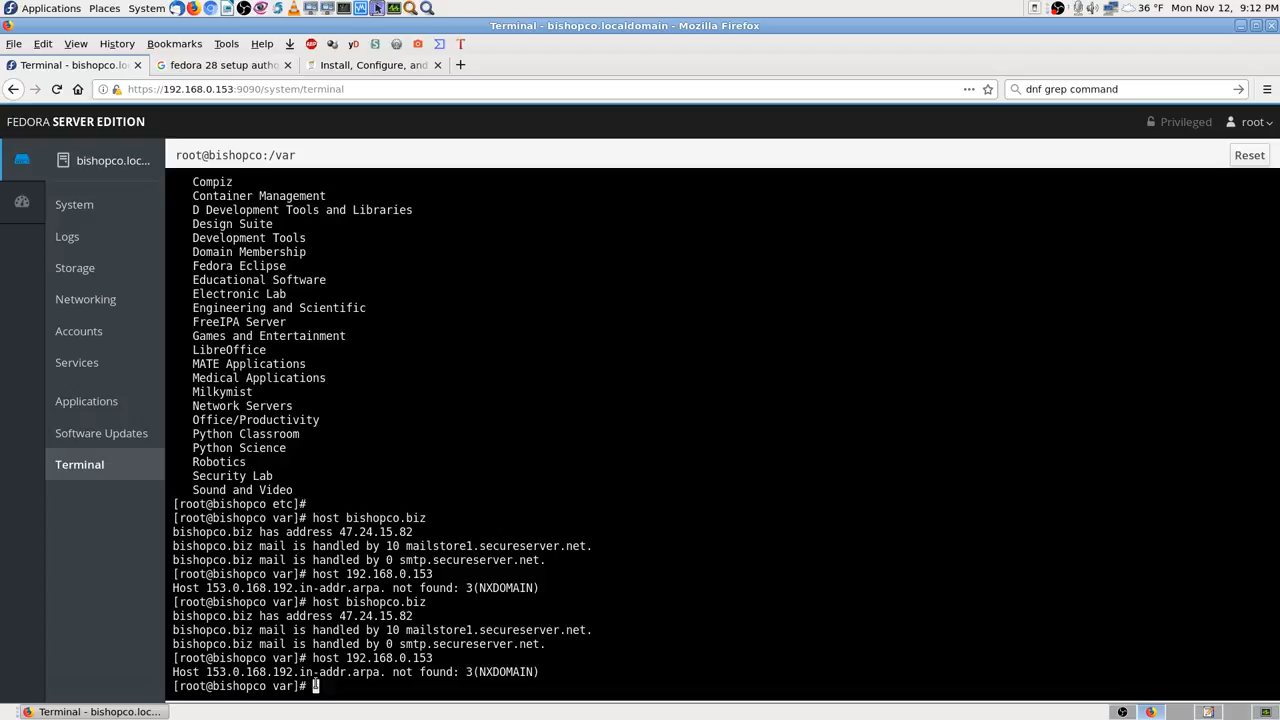 Applications Places System 36 °F Mon Nov 12, 9:12 PM
Terminal - bishopco.localdomain - Mozilla Firefox
File Edit View History Bookmarks Tools Help
Terminal - bishopco.lo
fedora 28 setup autho
Install, Configure, and
https://192.168.0.153:9090/system/terminal
dnf grep command
FEDORA SERVER EDITION
Privileged
root
bishopco.loc...
root@bishopco:/var
Reset
System
Logs
Storage
Networking
Accounts
Services
Applications
Software Updates
Terminal
Compiz
Container Management
D Development Tools and Libraries
Design Suite
Development Tools
Domain Membership
Fedora Eclipse
Educational Software
Electronic Lab
Engineering and Scientific
FreeIPA Server
Games and Entertainment
LibreOffice
MATE Applications
Medical Applications
Milkymist
Network Servers
Office/Productivity
Python Classroom
Python Science
Robotics
Security Lab
Sound and Video
[root@bishopco etc]#
[root@bishopco var]# host bishopco.biz
bishopco.biz has address 47.24.15.82
bishopco.biz mail is handled by 10 mailstore1.secureserver.net.
bishopco.biz mail is handled by 0 smtp.secureserver.net.
[root@bishopco var]# host 192.168.0.153
Host 153.0.168.192.in-addr.arpa. not found: 3(NXDOMAIN)
[root@bishopco var]# host bishopco.biz
bishopco.biz has address 47.24.15.82
bishopco.biz mail is handled by 10 mailstore1.secureserver.net.
bishopco.biz mail is handled by 0 smtp.secureserver.net.
[root@bishopco var]# host 192.168.0.153
Host 153.0.168.192.in-addr.arpa. not found: 3(NXDOMAIN)
[root@bishopco var]#
Terminal - bishopco.loc...